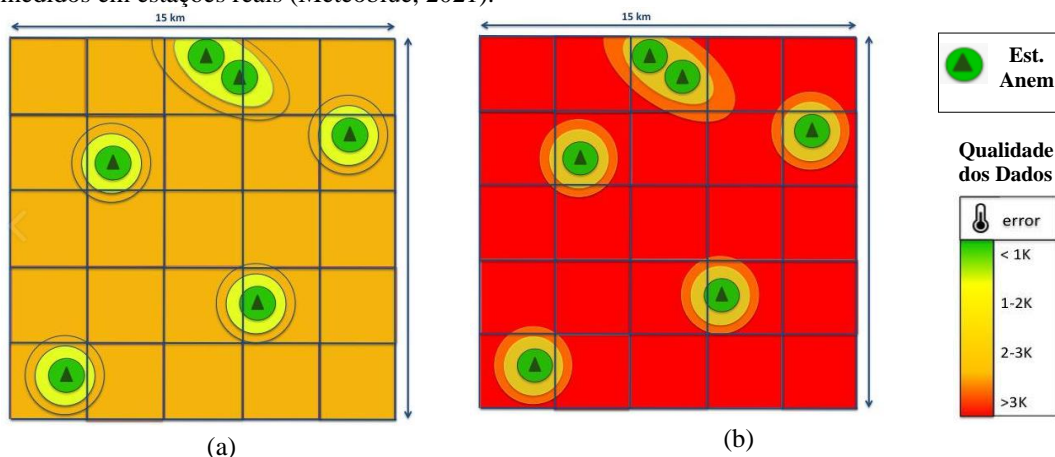 medidos em estações reais (Meteoblue, 2021).
15 km
15 km
Est.
Anem
Qualidade
dos Dados
error
< 1K
1-2K
2-3K
>3K
(a)
(b)